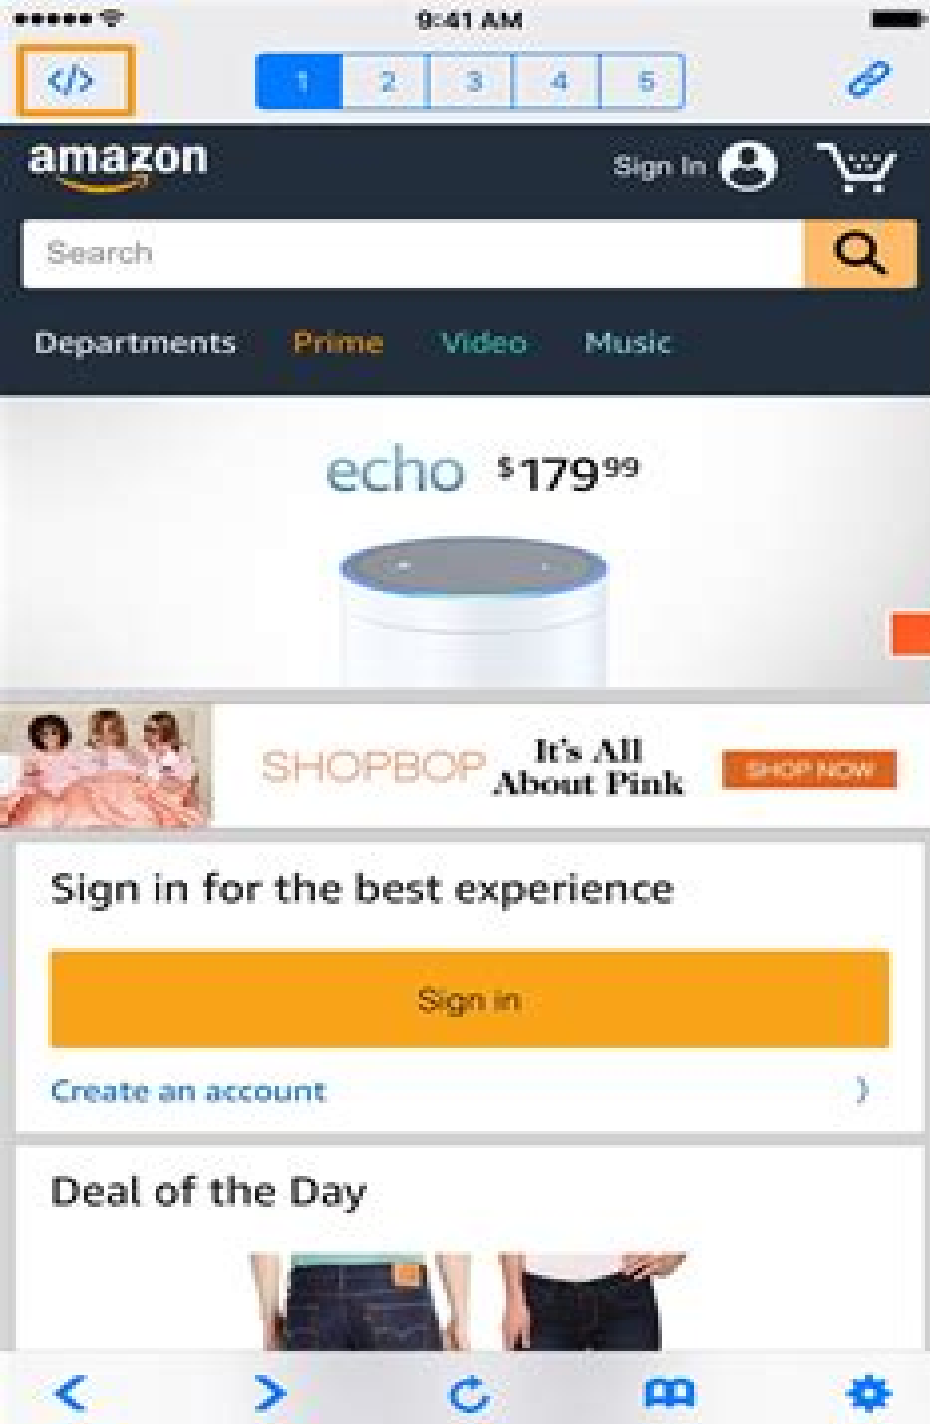 9:41 AM
</>
1 2 3 4 5
amazon
Sign In
Search
Departments Prime Video Music
echo $179 99
SHOPBOP It's All About Pink SHOP NOW
Sign in for the best experience
Sign in
Create an account
Deal of the Day